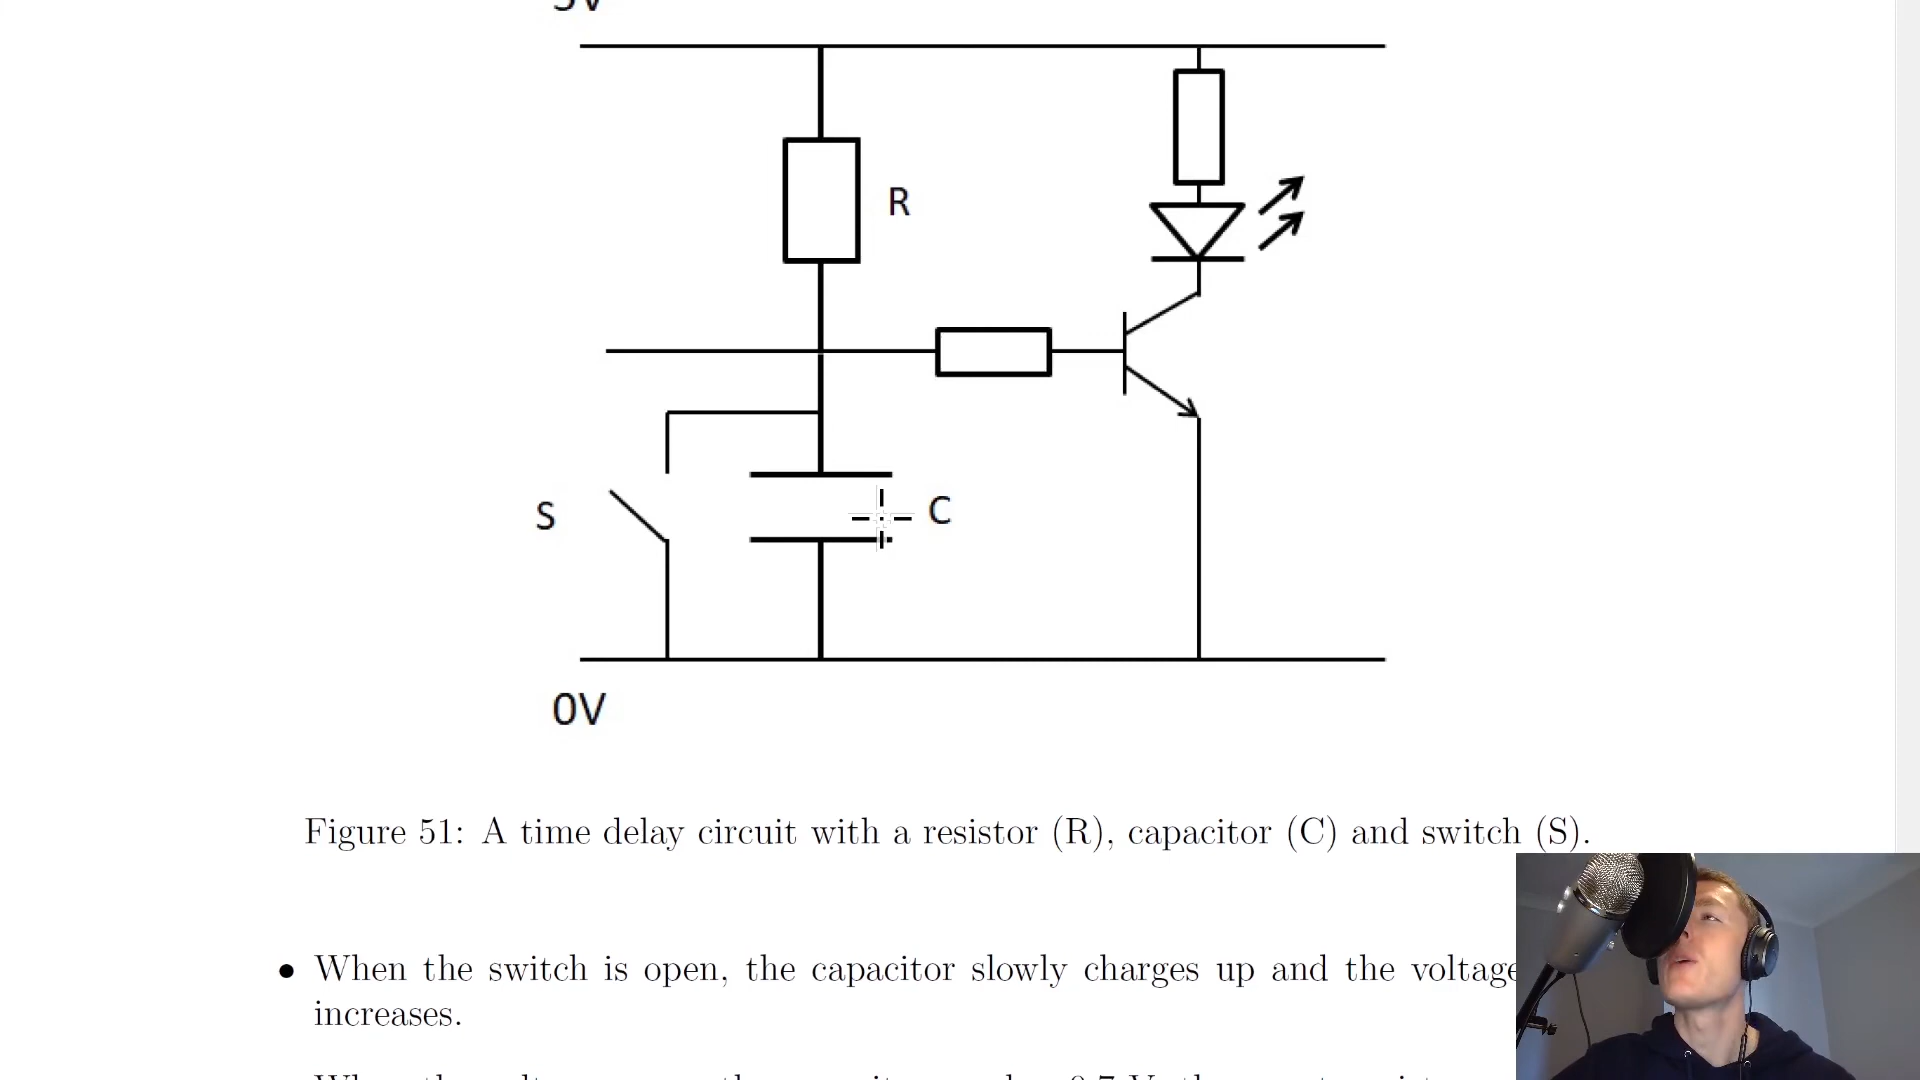 5V
R
S
C
0V
Figure 51: A time delay circuit with a resistor (R), capacitor (C) and switch (S).
• When the switch is open, the capacitor slowly charges up and the voltage
increases.